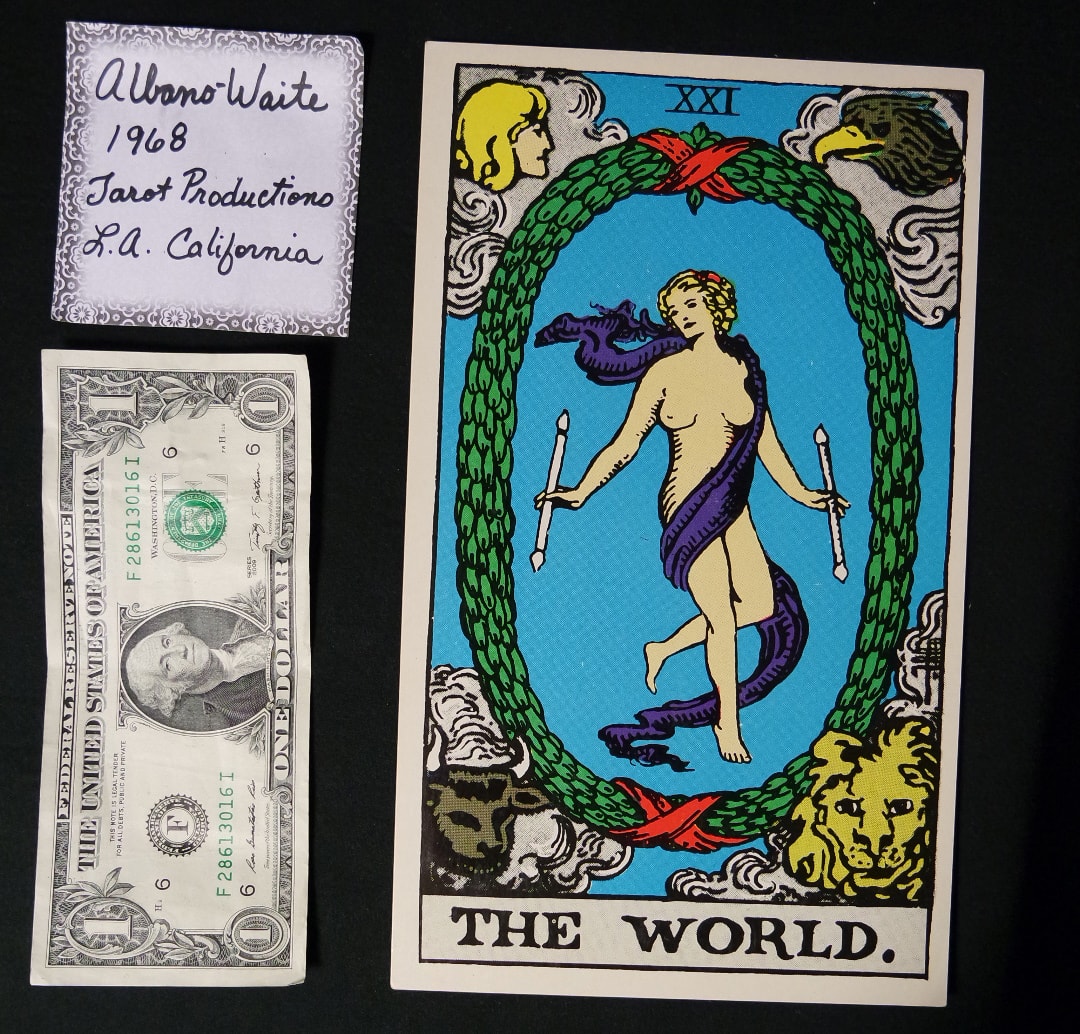 Albano-Waite
1968
Tarot Productions
L.A. California
XXI
THE WORLD.
FEDERAL RESERVE NOTE
THE UNITED STATES OF AMERICA
THIS NOTE IS LEGAL TENDER
FOR ALL DEBTS, PUBLIC AND PRIVATE
F 28613016 I
WASHINGTON, D.C.
6
6
F
6
6
F 28613016 I
SERIES
2009
ONE DOLLAR
1
1
1
1